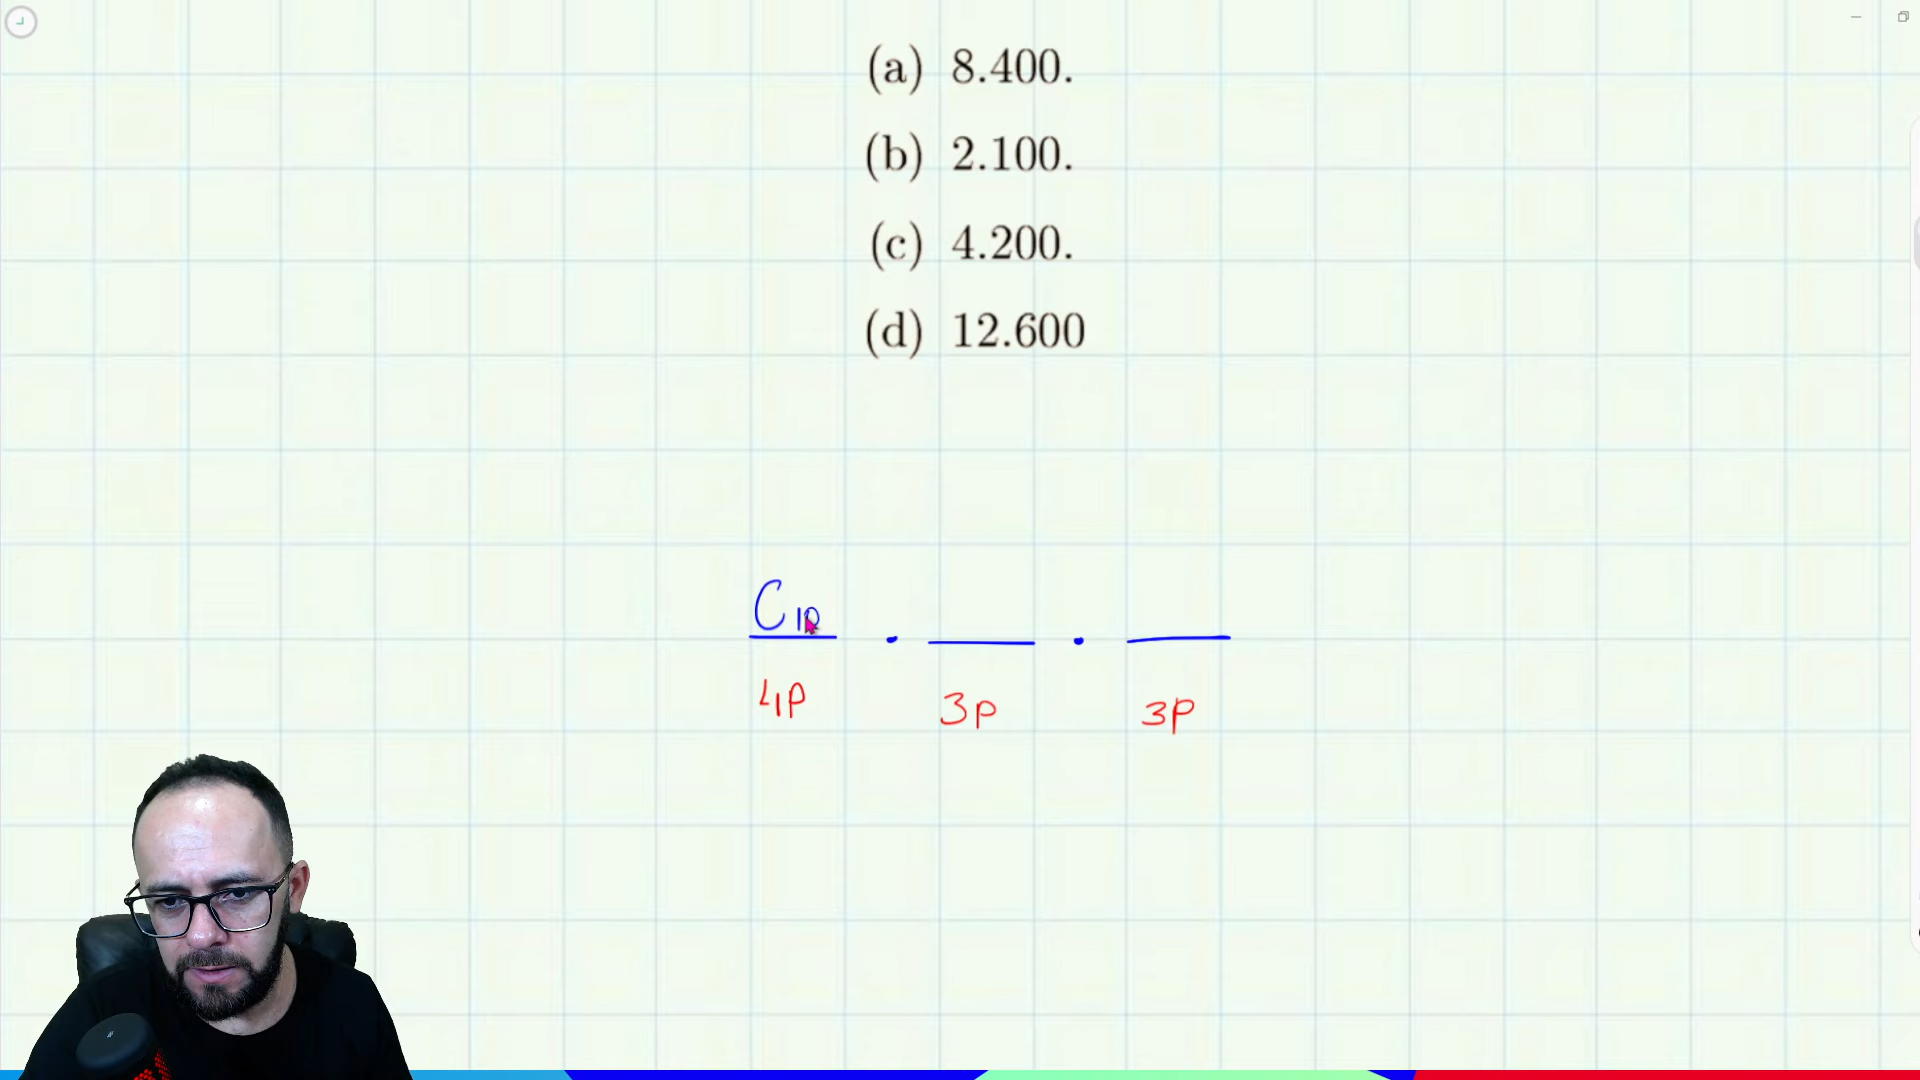 (a) 8.400.
(b) 2.100.
(c) 4.200.
(d) 12.600
C10
4P 3P 3P